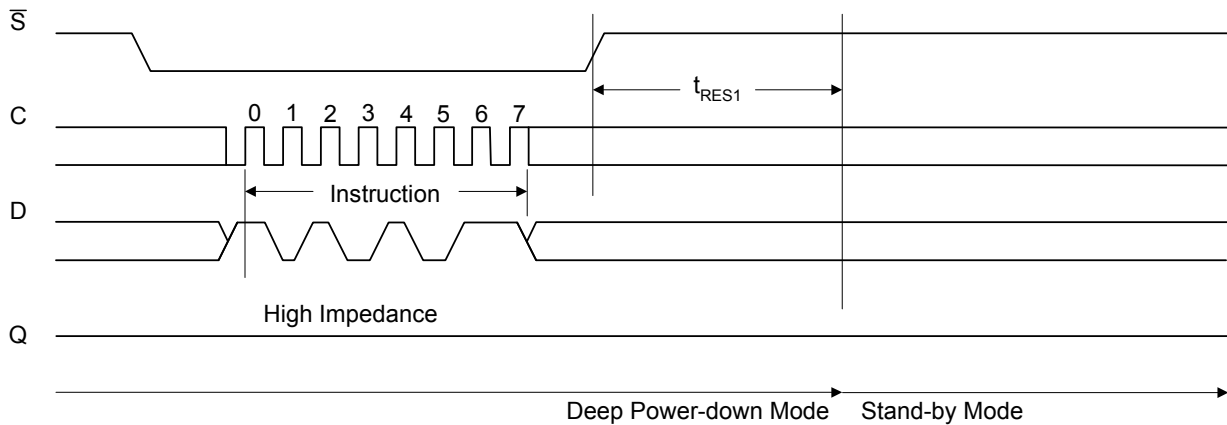 S̅
t_RES1
C
0 1 2 3 4 5 6 7
Instruction
D
High Impedance
Q
Deep Power-down Mode
Stand-by Mode